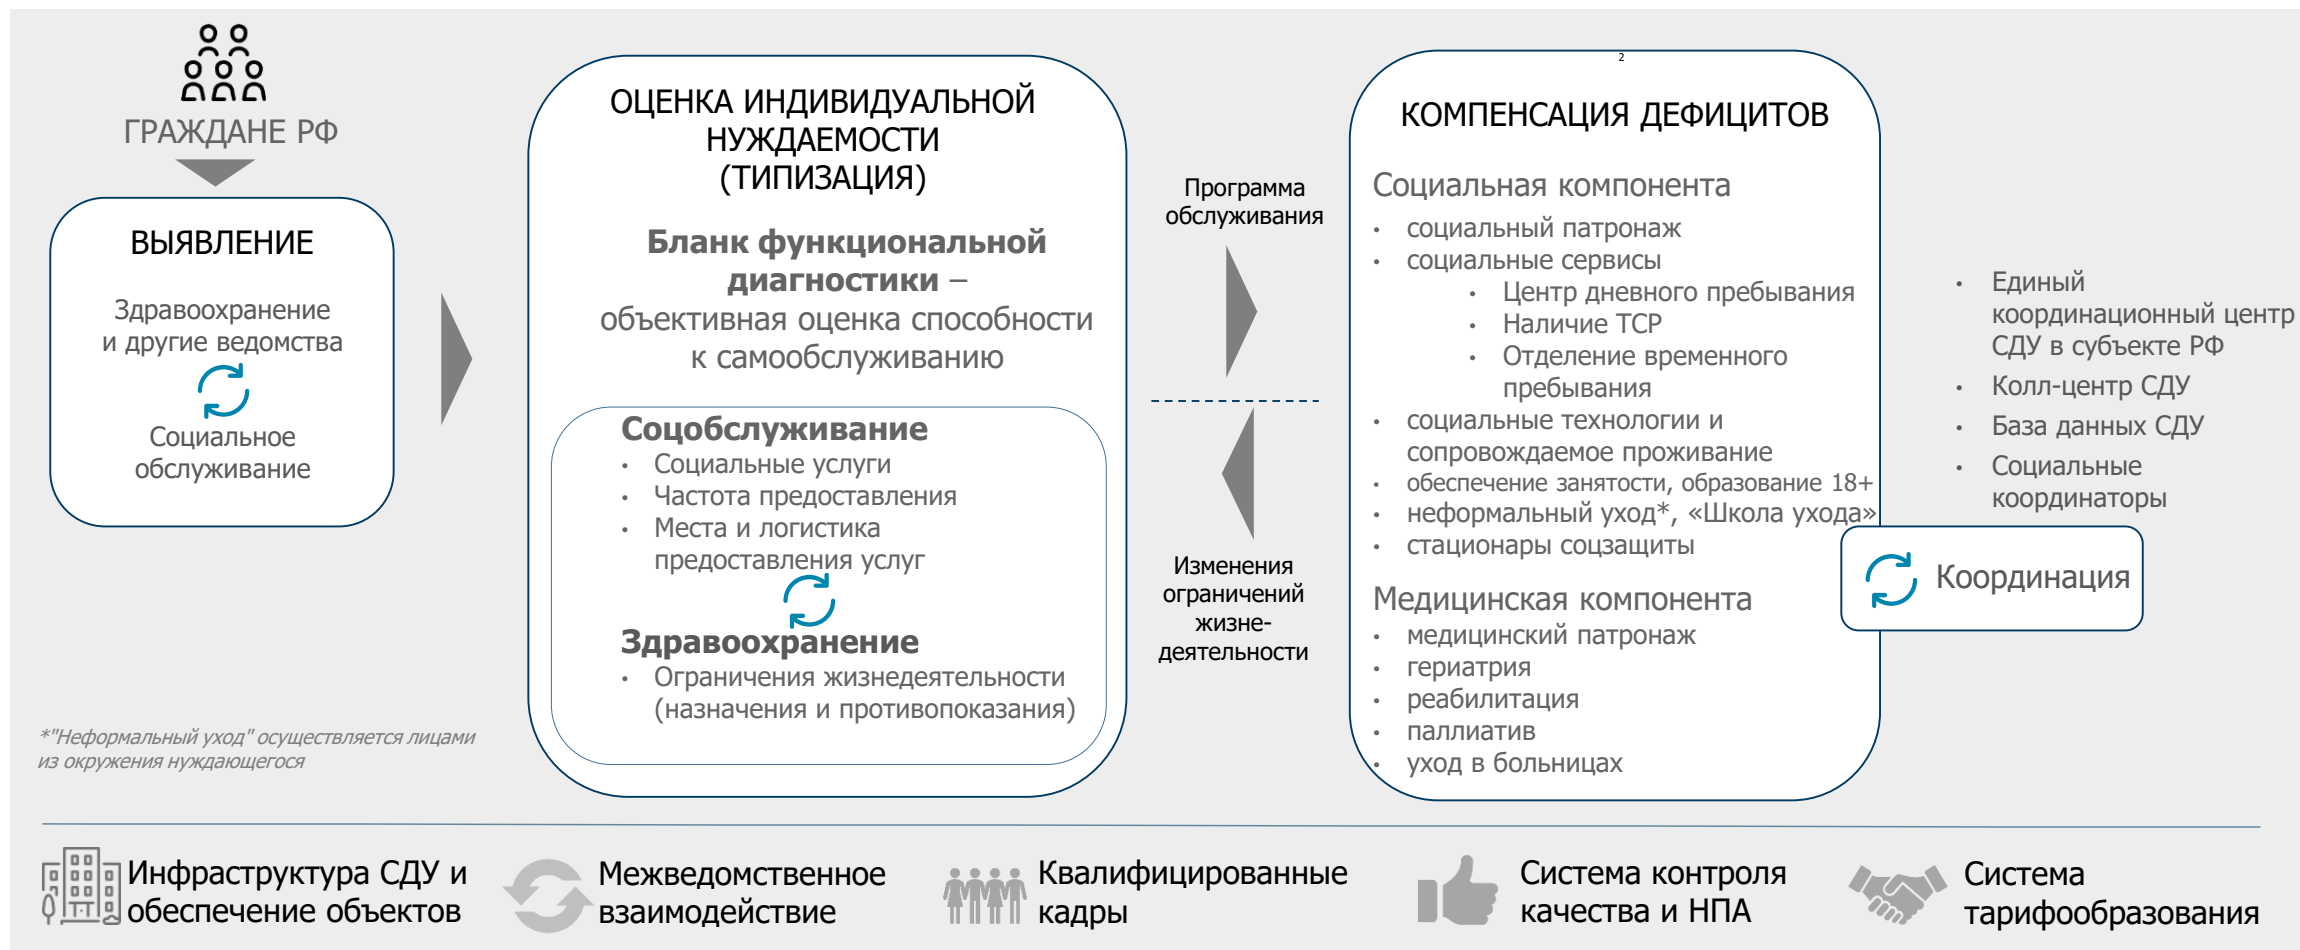 ГРАЖДАНЕ РФ
ВЫЯВЛЕНИЕ
Здравоохранение
и другие ведомства
Социальное
обслуживание
*"Неформальный уход" осуществляется лицами
из окружения нуждающегося
ОЦЕНКА ИНДИВИДУАЛЬНОЙ
НУЖДАЕМОСТИ
(ТИПИЗАЦИЯ)
Бланк функциональной
диагностики –
объективная оценка способности
к самообслуживанию
Соцобслуживание
• Социальные услуги
• Частота предоставления
• Места и логистика
предоставления услуг
Здравоохранение
• Ограничения жизнедеятельности
(назначения и противопоказания)
Программа
обслуживания
Изменения
ограничений
жизне-
деятельности
2
КОМПЕНСАЦИЯ ДЕФИЦИТОВ
Социальная компонента
• социальный патронаж
• социальные сервисы
• Центр дневного пребывания
• Наличие ТСР
• Отделение временного
пребывания
• социальные технологии и
сопровождаемое проживание
• обеспечение занятости, образование 18+
• неформальный уход*, «Школа ухода»
• стационары соцзащиты
Медицинская компонента
• медицинский патронаж
• гериатрия
• реабилитация
• паллиатив
• уход в больницах
• Единый
координационный центр
СДУ в субъекте РФ
• Колл-центр СДУ
• База данных СДУ
• Социальные
координаторы
Координация
Инфраструктура СДУ и
обеспечение объектов
Межведомственное
взаимодействие
Квалифицированные
кадры
Система контроля
качества и НПА
Система
тарифообразования